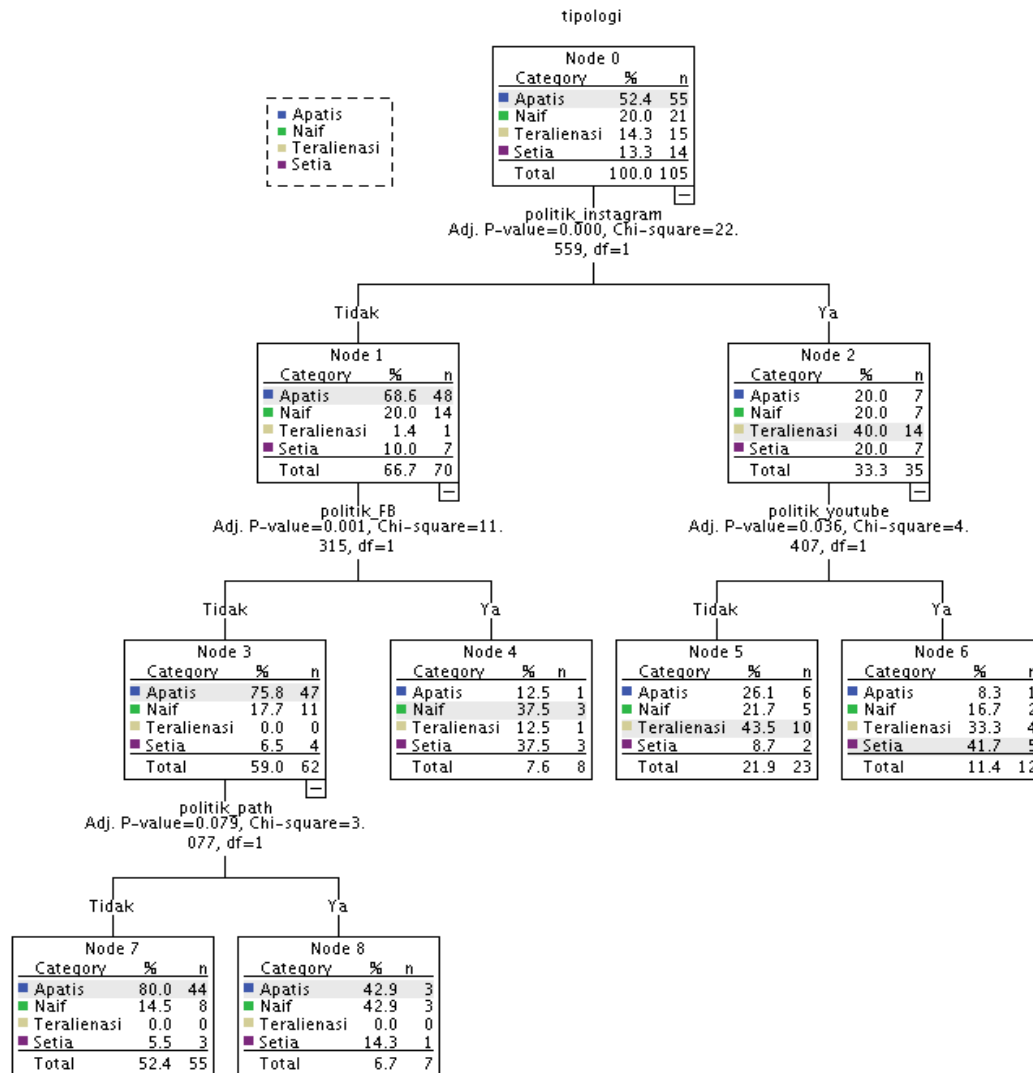 tipologi
Node 0
Category % n
Apatis 52.4 55
Naif 20.0 21
Teralienasi 14.3 15
Setia 13.3 14
Total 100.0 105
Apatis
Naif
Teralienasi
Setia
politik_instagram
Adj. P-value=0.000, Chi-square=22.
559, df=1
Tidak
Ya
Node 1
Category % n
Apatis 68.6 48
Naif 20.0 14
Teralienasi 1.4 1
Setia 10.0 7
Total 66.7 70
Node 2
Category % n
Apatis 20.0 7
Naif 20.0 7
Teralienasi 40.0 14
Setia 20.0 7
Total 33.3 35
politik_FB
Adj. P-value=0.001, Chi-square=11.
315, df=1
politik_youtube
Adj. P-value=0.036, Chi-square=4.
407, df=1
Tidak
Ya
Tidak
Ya
Node 3
Category % n
Apatis 75.8 47
Naif 17.7 11
Teralienasi 0.0 0
Setia 6.5 4
Total 59.0 62
Node 4
Category % n
Apatis 12.5 1
Naif 37.5 3
Teralienasi 12.5 1
Setia 37.5 3
Total 7.6 8
Node 5
Category % n
Apatis 26.1 6
Naif 21.7 5
Teralienasi 43.5 10
Setia 8.7 2
Total 21.9 23
Node 6
Category % n
Apatis 8.3 1
Naif 16.7 2
Teralienasi 33.3 4
Setia 41.7 5
Total 11.4 12
politik_path
Adj. P-value=0.079, Chi-square=3.
077, df=1
Tidak
Ya
Node 7
Category % n
Apatis 80.0 44
Naif 14.5 8
Teralienasi 0.0 0
Setia 5.5 3
Total 52.4 55
Node 8
Category % n
Apatis 42.9 3
Naif 42.9 3
Teralienasi 0.0 0
Setia 14.3 1
Total 6.7 7